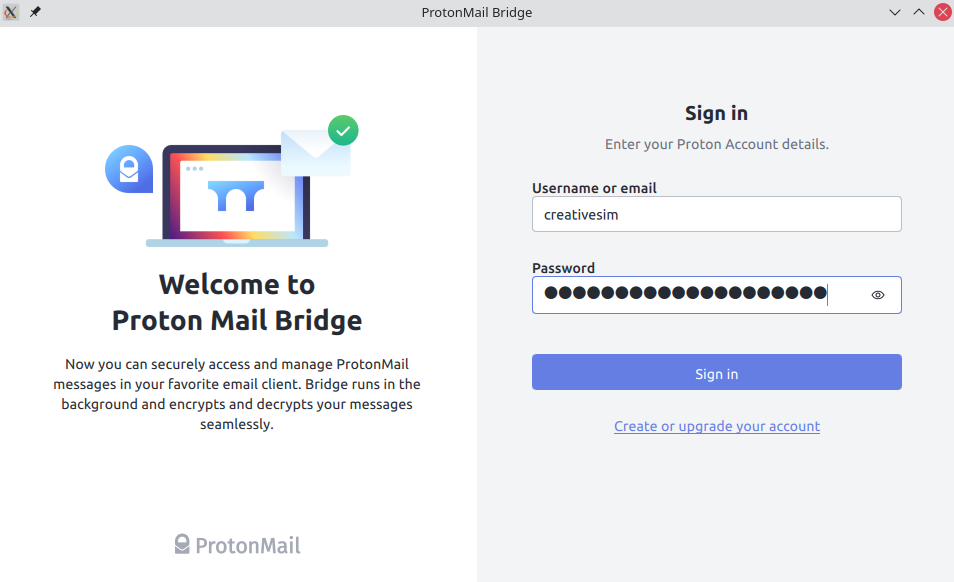 ProtonMail Bridge
Welcome to
Proton Mail Bridge
Now you can securely access and manage ProtonMail
messages in your favorite email client. Bridge runs in the
background and encrypts and decrypts your messages
seamlessly.
ProtonMail
Sign in
Enter your Proton Account details.
Username or email
creativesim
Password
●●●●●●●●●●●●●●●●●●●●
Sign in
Create or upgrade your account